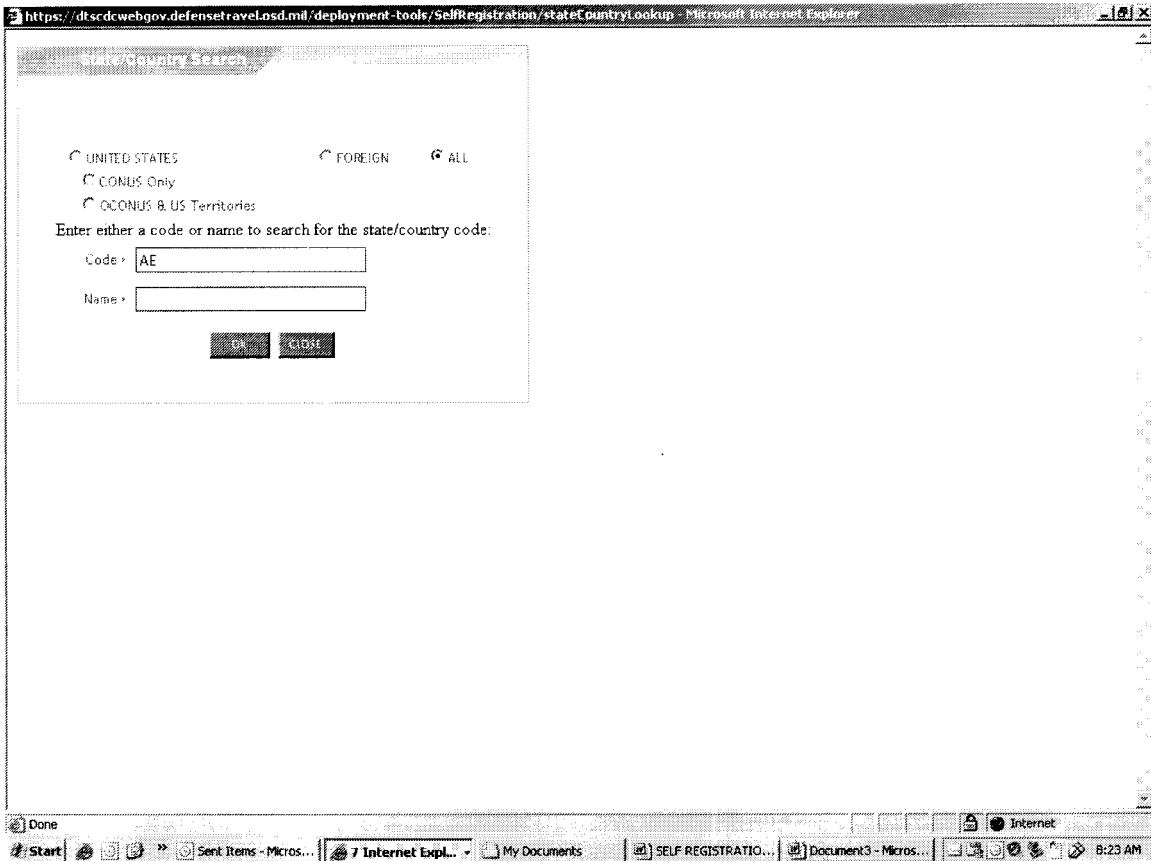 https://dtscdcwebgov.defensetravel.osd.mil/deployment-tools/SelfRegistration/stateCountryLookup - Microsoft Internet Explorer
State/Country Search
UNITED STATES FOREIGN ALL
CONUS Only
OCONUS & US Territories
Enter either a code or name to search for the state/country code:
Code AE
Name
OK CLOSE
Done Internet
Start » Sent Items - Micros... 7 Internet Expl... My Documents SELF REGISTRATIO... Document3 - Micros... 8:23 AM